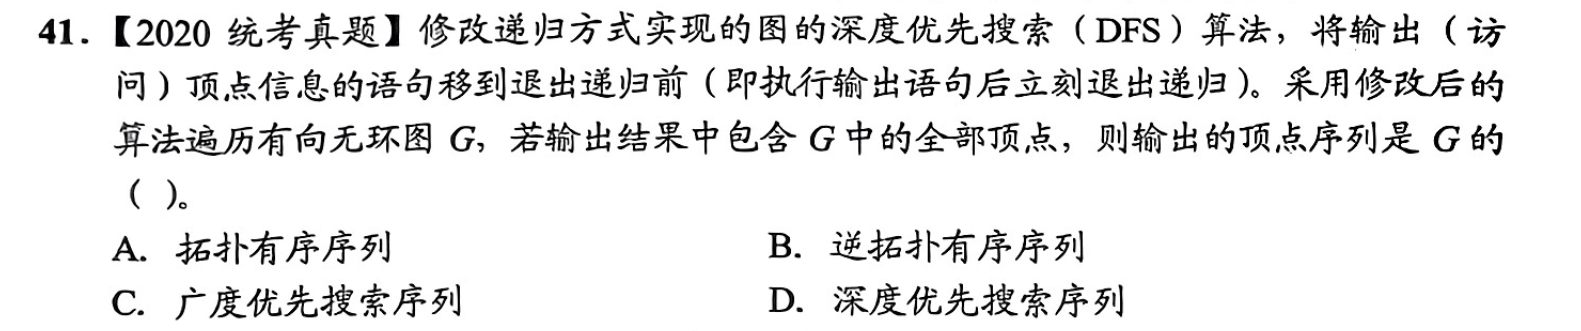 41.【2020 统考真题】修改递归方式实现的图的深度优先搜索（DFS）算法，将输出（访
问）顶点信息的语句移到退出递归前（即执行输出语句后立刻退出递归）。采用修改后的
算法遍历有向无环图 G，若输出结果中包含 G 中的全部顶点，则输出的顶点序列是 G 的
（ ）。
A. 拓扑有序序列 B. 逆拓扑有序序列
C. 广度优先搜索序列 D. 深度优先搜索序列